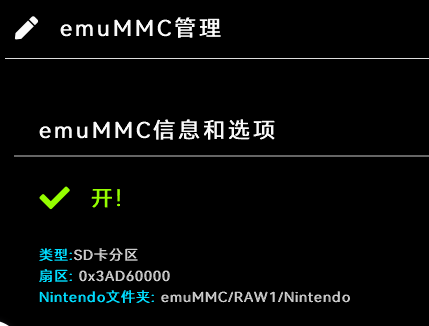 emuMMC管理
emuMMC信息和选项
开!
类型:SD卡分区
扇区: 0x3AD60000
Nintendo文件夹: emuMMC/RAW1/Nintendo